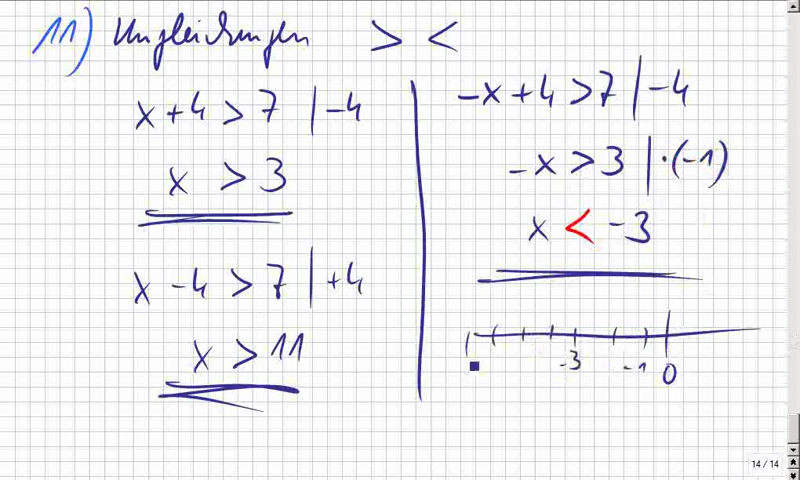 11) Ungleichungen > <
x + 4 > 7 | -4
x > 3
x - 4 > 7 | +4
x > 11
-x + 4 > 7 | -4
-x > 3 | ·(-1)
x < -3
-3 -1 0
14 / 14